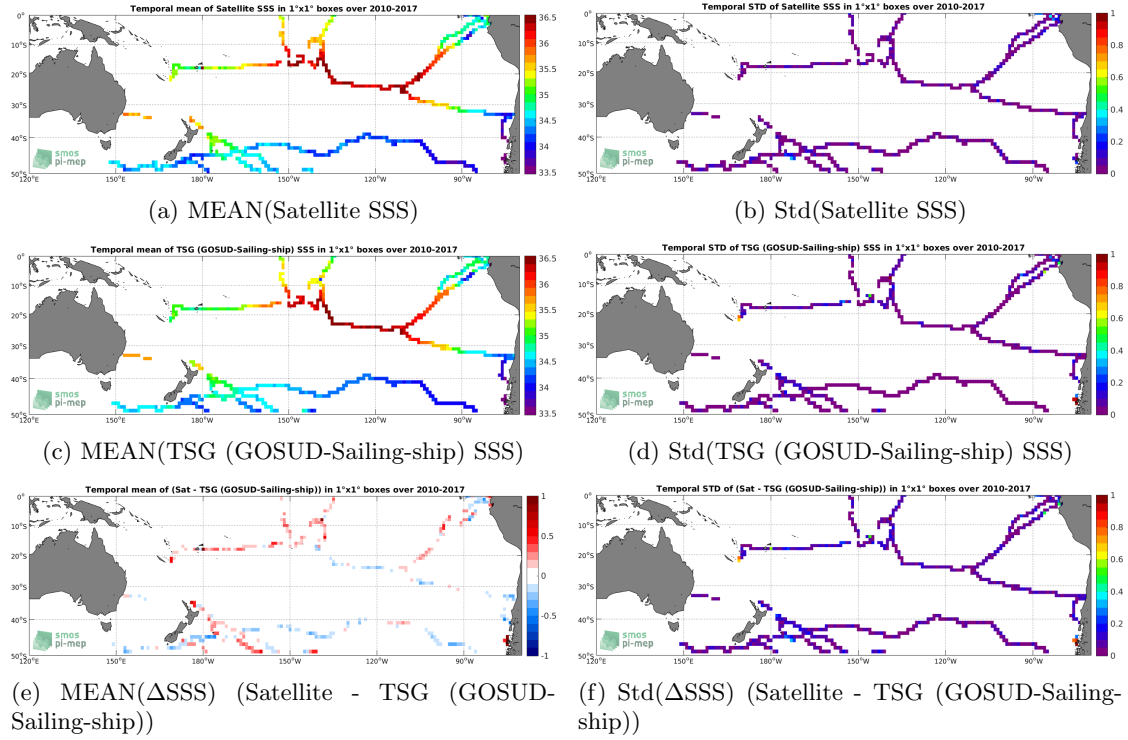 Temporal mean of Satellite SSS in 1°x1° boxes over 2010-2017
0°
10°S
20°S
30°S
40°S
50°S
120°E
150°E
180°W
150°W
120°W
90°W
36.5
36
35.5
35
34.5
34
33.5
smos
pi-mep
(a) MEAN(Satellite SSS)
Temporal STD of Satellite SSS in 1°x1° boxes over 2010-2017
0°
10°S
20°S
30°S
40°S
50°S
120°E
150°E
180°W
150°W
120°W
90°W
1
0.8
0.6
0.4
0.2
0
smos
pi-mep
(b) Std(Satellite SSS)
Temporal mean of TSG (GOSUD-Sailing-ship) SSS in 1°x1° boxes over 2010-2017
0°
10°S
20°S
30°S
40°S
50°S
120°E
150°E
180°W
150°W
120°W
90°W
36.5
36
35.5
35
34.5
34
33.5
smos
pi-mep
(c) MEAN(TSG (GOSUD-Sailing-ship) SSS)
Temporal STD of TSG (GOSUD-Sailing-ship) SSS in 1°x1° boxes over 2010-2017
0°
10°S
20°S
30°S
40°S
50°S
120°E
150°E
180°W
150°W
120°W
90°W
1
0.8
0.6
0.4
0.2
0
smos
pi-mep
(d) Std(TSG (GOSUD-Sailing-ship) SSS)
Temporal mean of (Sat - TSG (GOSUD-Sailing-ship)) in 1°x1° boxes over 2010-2017
0°
10°S
20°S
30°S
40°S
50°S
120°E
150°E
180°W
150°W
120°W
90°W
1
0.5
0
-0.5
-1
smos
pi-mep
(e) MEAN(ΔSSS) (Satellite - TSG (GOSUD-
Sailing-ship))
Temporal STD of (Sat - TSG (GOSUD-Sailing-ship)) in 1°x1° boxes over 2010-2017
0°
10°S
20°S
30°S
40°S
50°S
120°E
150°E
180°W
150°W
120°W
90°W
1
0.8
0.6
0.4
0.2
0
smos
pi-mep
(f) Std(ΔSSS) (Satellite - TSG (GOSUD-Sailing-
ship))